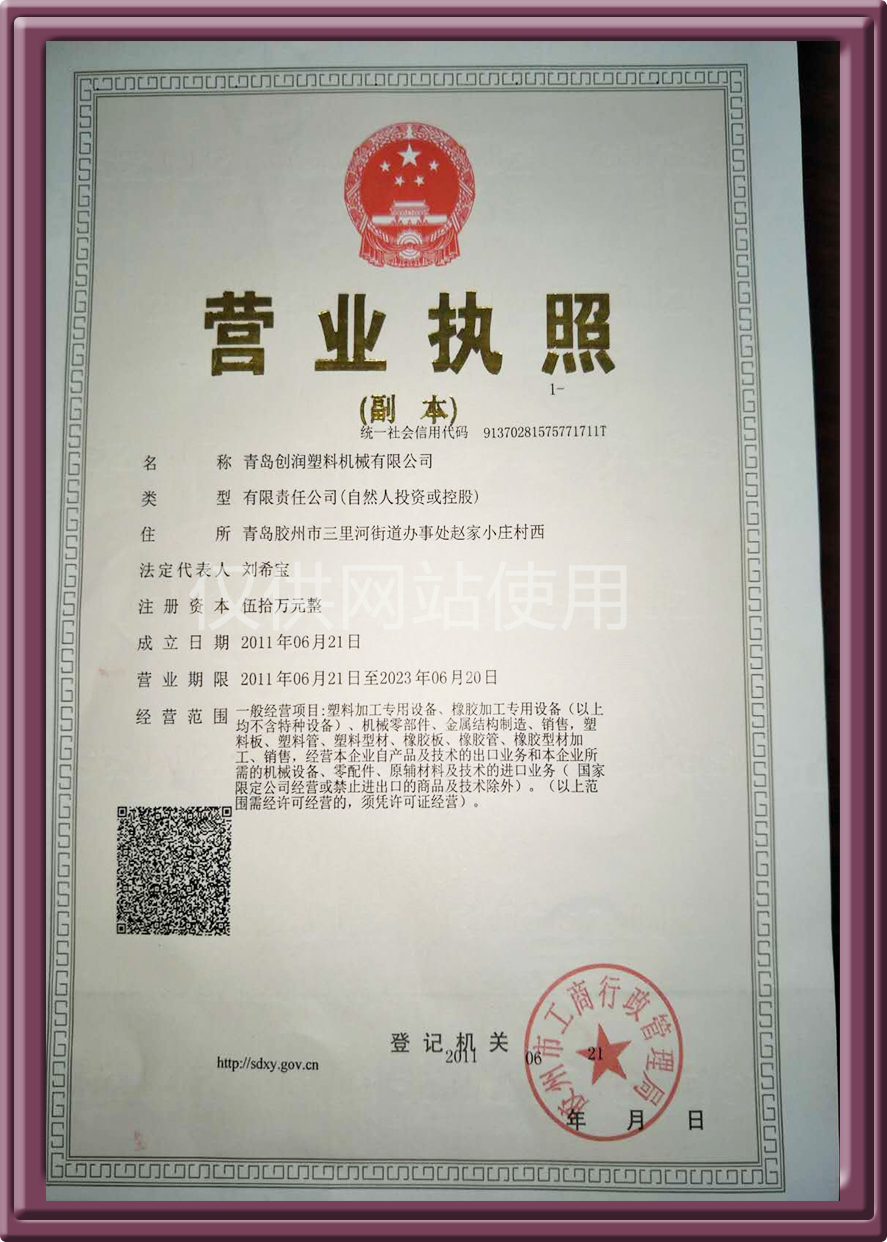 营业执照
1-
(副 本)
统一社会信用代码 91370281575771711T
名 称 青岛创润塑料机械有限公司
类 型 有限责任公司(自然人投资或控股)
住 所 青岛胶州市三里河街道办事处赵家小庄村西
法定代表人 刘希宝
仅供网站使用
注册资本 伍拾万元整
成立日期 2011年06月21日
营业期限 2011年06月21日至2023年06月20日
经营范围 一般经营项目:塑料加工专用设备、橡胶加工专用设备（以上
均不含特种设备）、机械零部件、金属结构制造、销售，塑
料板、塑料管、塑料型材、橡胶板、橡胶管、橡胶型材加
工、销售，经营本企业自产品及技术的出口业务和本企业所
需的机械设备、零配件、原辅材料及技术的进口业务（ 国家
限定公司经营或禁止进出口的商品及技术除外）。（以上范
围需经许可经营的，须凭许可证经营）。
胶州市工商行政管理局
登记机关
2011 06 21
http://sdxy.gov.cn
年 月 日